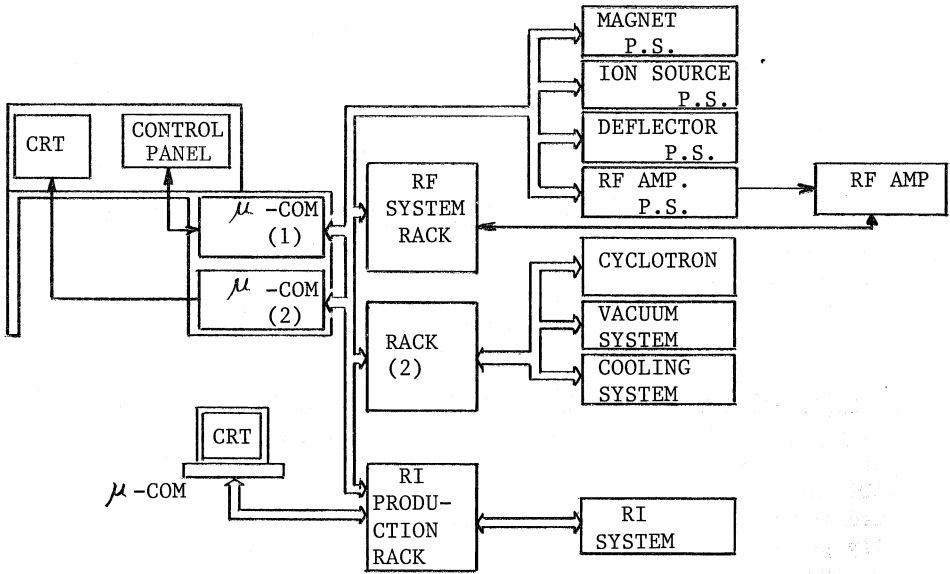 MAGNET
P.S.
ION SOURCE
P.S.
DEFLECTOR
P.S.
RF AMP.
P.S.
RF AMP
CRT
CONTROL
PANEL
μ-COM
(1)
μ-COM
(2)
RF
SYSTEM
RACK
RACK
(2)
CYCLOTRON
VACUUM
SYSTEM
COOLING
SYSTEM
CRT
μ-COM
RI
PRODU-
CTION
RACK
RI
SYSTEM